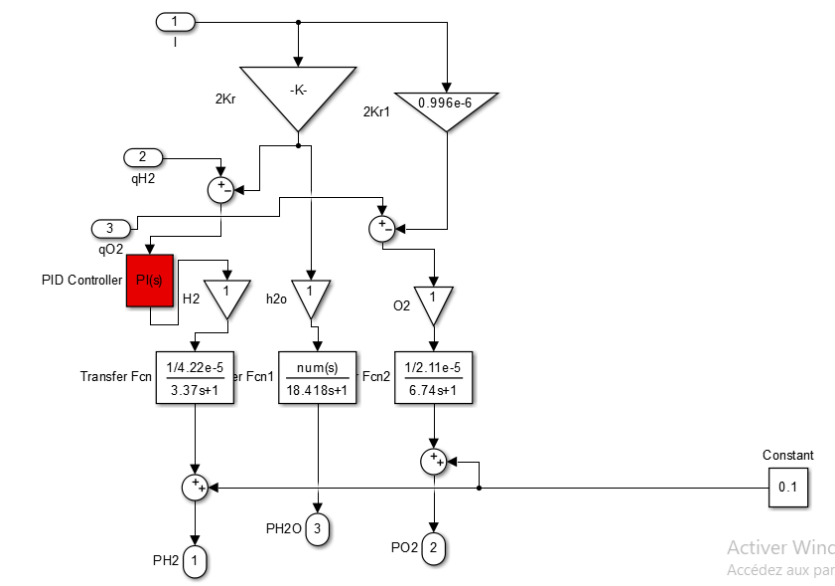 1
I
-K-
2Kr
0.996e-6
2Kr1
2
qH2
+
−
3
qO2
+
−
PID Controller
PI(s)
H2
1
h2o
1
O2
1
Transfer Fcn
1/4.22e-5
3.37s+1
er Fcn1
num(s)
18.418s+1
Fcn2
1/2.11e-5
6.74s+1
+
+
Constant
0.1
+
+
PH2O
3
PO2
2
PH2
1
Activer Winc
Accédez aux par